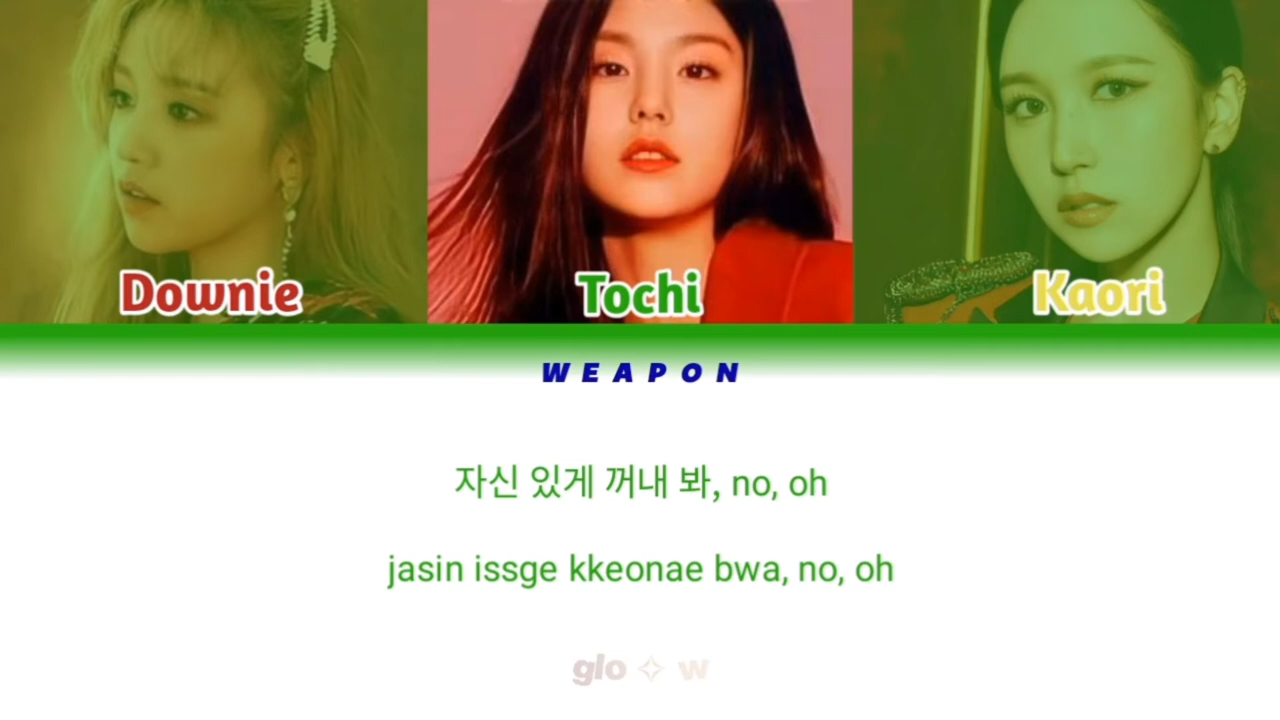 Downie Tochi Kaori
WEAPON
자신 있게 꺼내 봐, no, oh
jasin issge kkeonae bwa, no, oh
glo w